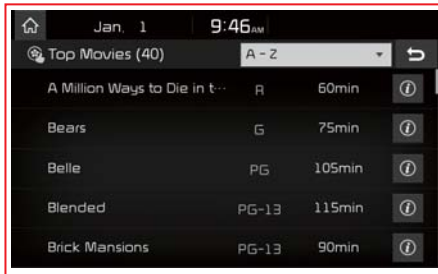 Jan. 1 9:46AM
Top Movies (40) A - Z
A Million Ways to Die in t··· R 60min
Bears G 75min
Belle PG 105min
Blended PG-13 115min
Brick Mansions PG-13 90min